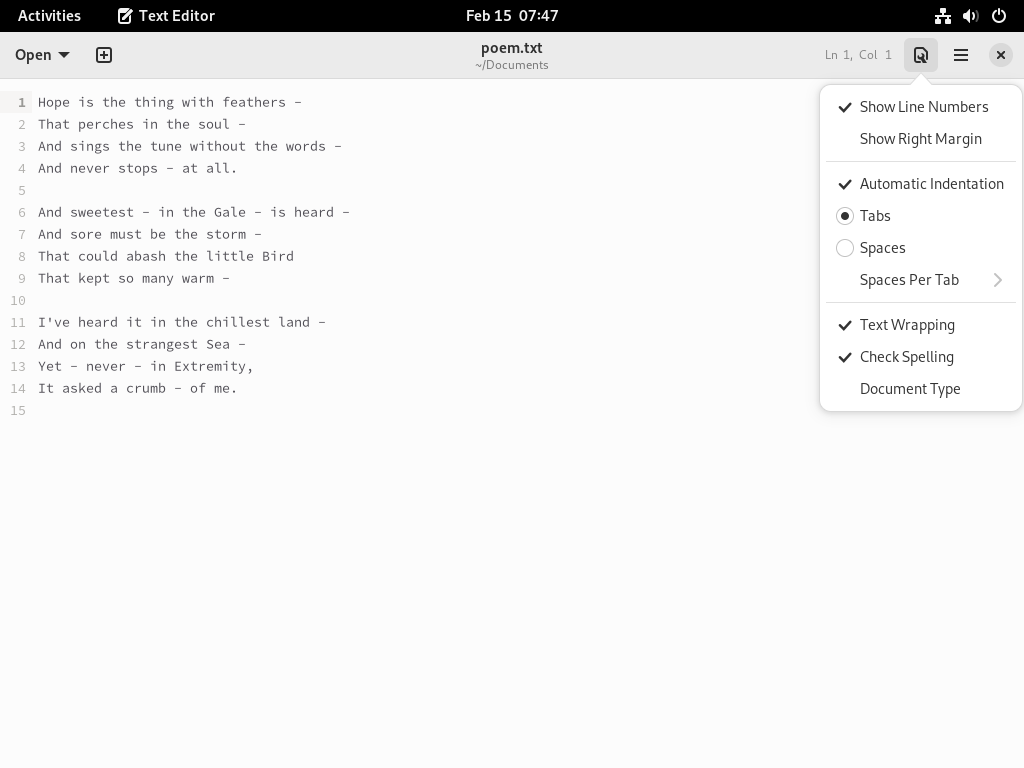 Activities
Text Editor
Feb 15 07:47
Open
poem.txt
~/Documents
Ln 1, Col 1
1 Hope is the thing with feathers –
2 That perches in the soul –
3 And sings the tune without the words –
4 And never stops – at all.
5
6 And sweetest – in the Gale – is heard –
7 And sore must be the storm –
8 That could abash the little Bird
9 That kept so many warm –
10
11 I've heard it in the chillest land –
12 And on the strangest Sea –
13 Yet – never – in Extremity,
14 It asked a crumb – of me.
15
Show Line Numbers
Show Right Margin
Automatic Indentation
Tabs
Spaces
Spaces Per Tab
Text Wrapping
Check Spelling
Document Type